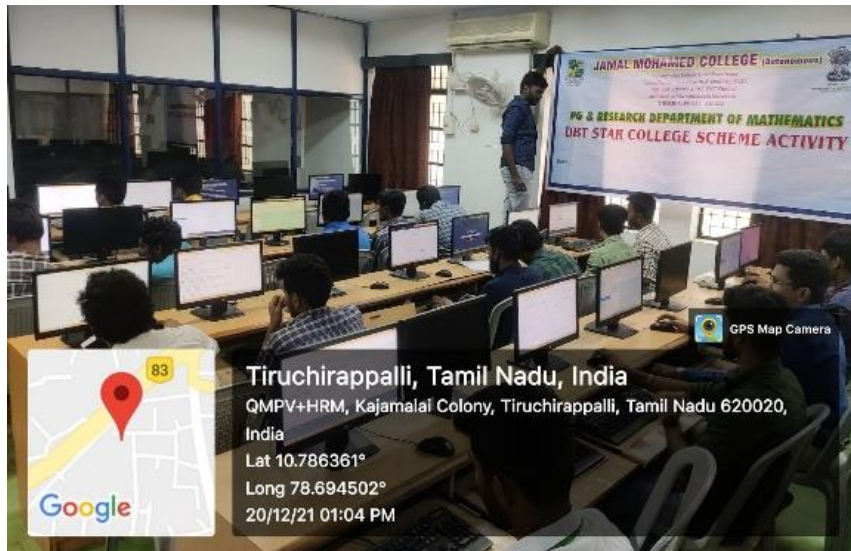 JAMAL MOHAMED COLLEGE (Autonomous)
PG & RESEARCH DEPARTMENT OF MATHEMATICS
DBT STAR COLLEGE SCHEME ACTIVITY
GPS Map Camera
83
Google
Tiruchirappalli, Tamil Nadu, India
QMPV+HRM, Kajamalai Colony, Tiruchirappalli, Tamil Nadu 620020,
India
Lat 10.786361°
Long 78.694502°
20/12/21 01:04 PM